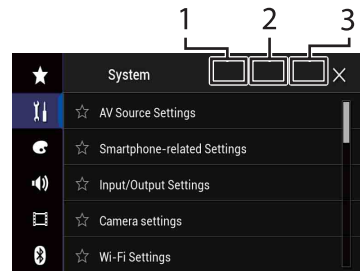 1 2 3
System
AV Source Settings
Smartphone-related Settings
Input/Output Settings
Camera settings
Wi-Fi Settings